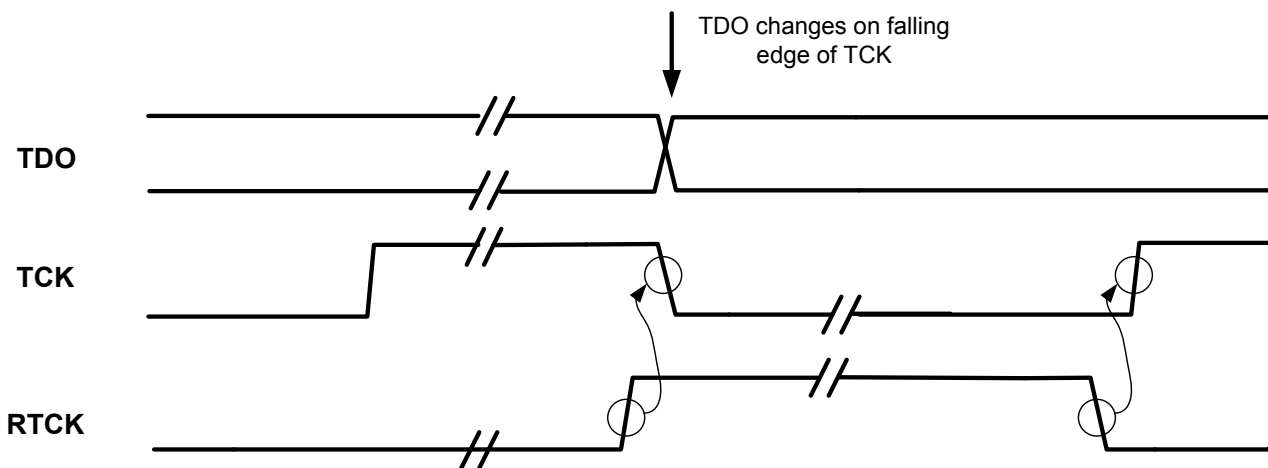 TDO changes on falling
edge of TCK
TDO
TCK
RTCK